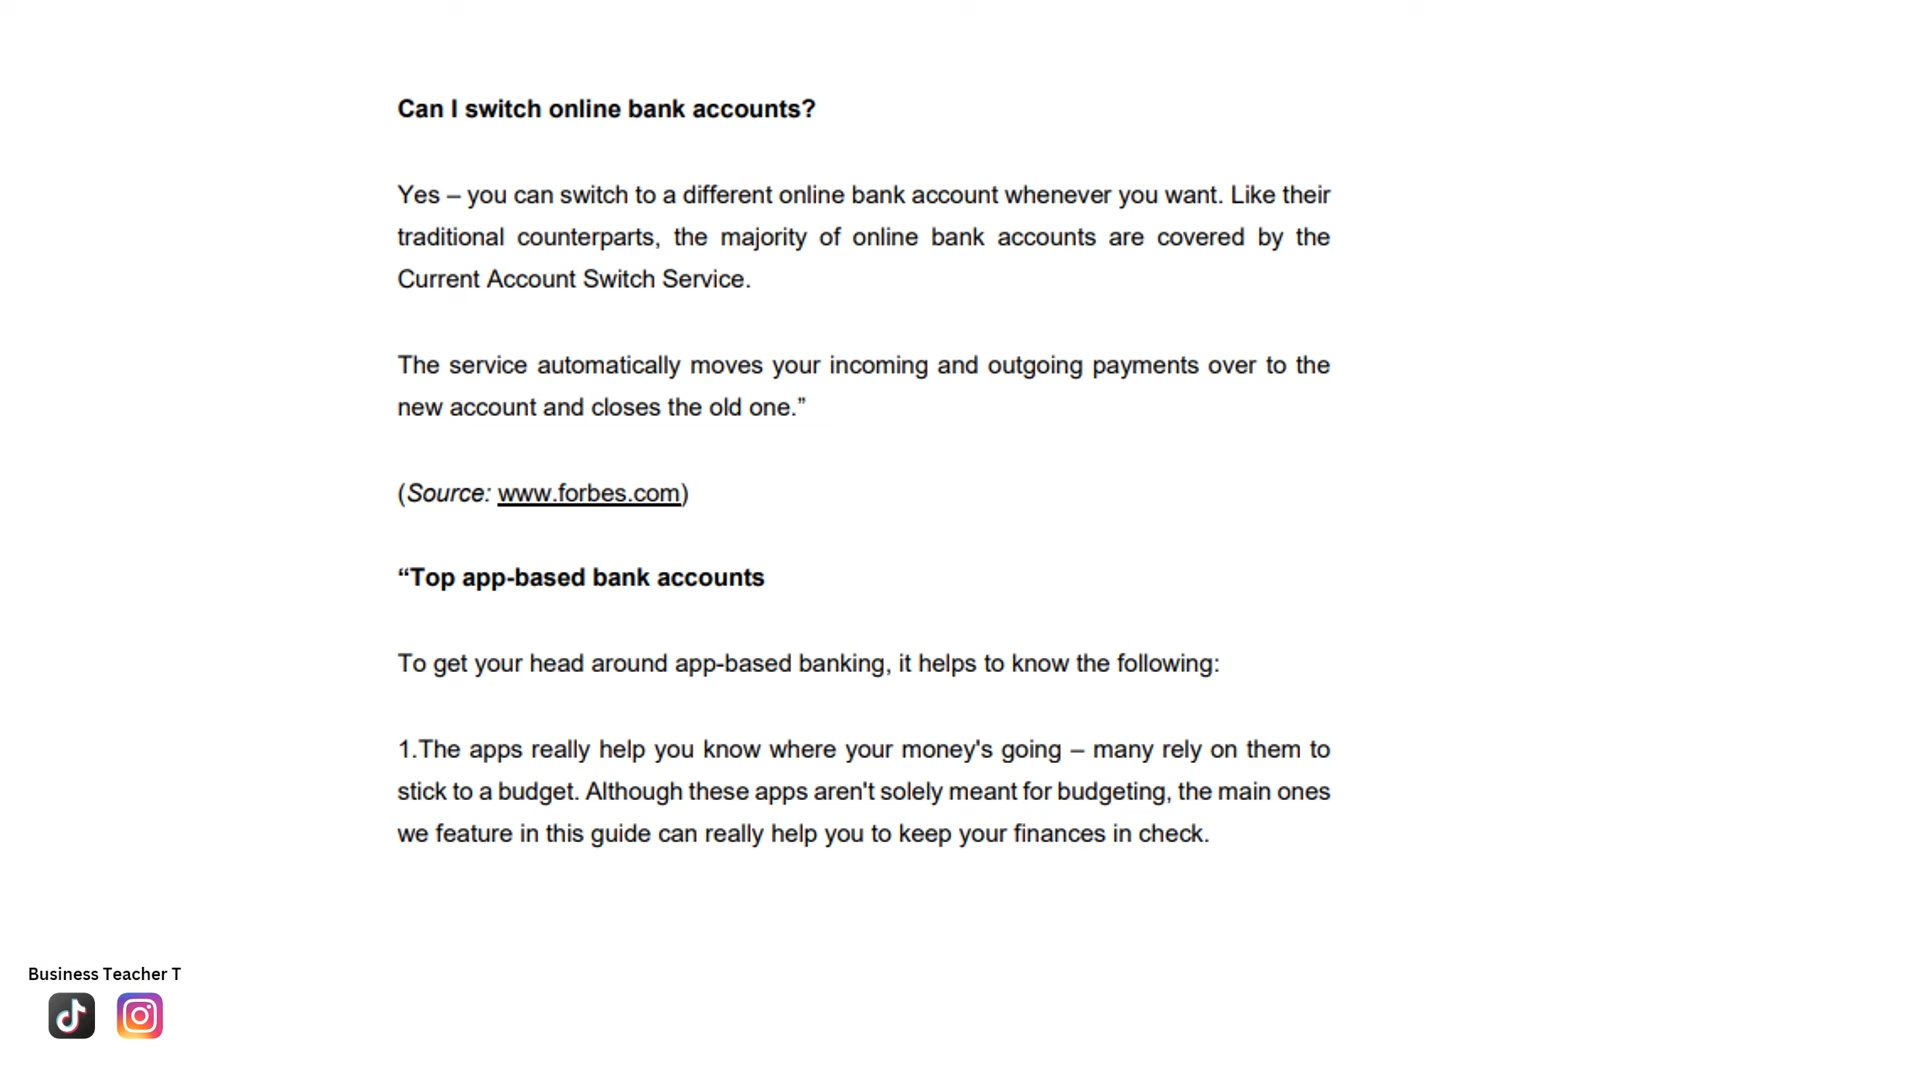 Can I switch online bank accounts?
Yes – you can switch to a different online bank account whenever you want. Like their
traditional counterparts, the majority of online bank accounts are covered by the
Current Account Switch Service.
The service automatically moves your incoming and outgoing payments over to the
new account and closes the old one.”
(Source: www.forbes.com)
“Top app-based bank accounts
To get your head around app-based banking, it helps to know the following:
1.The apps really help you know where your money's going – many rely on them to
stick to a budget. Although these apps aren't solely meant for budgeting, the main ones
we feature in this guide can really help you to keep your finances in check.
Business Teacher T